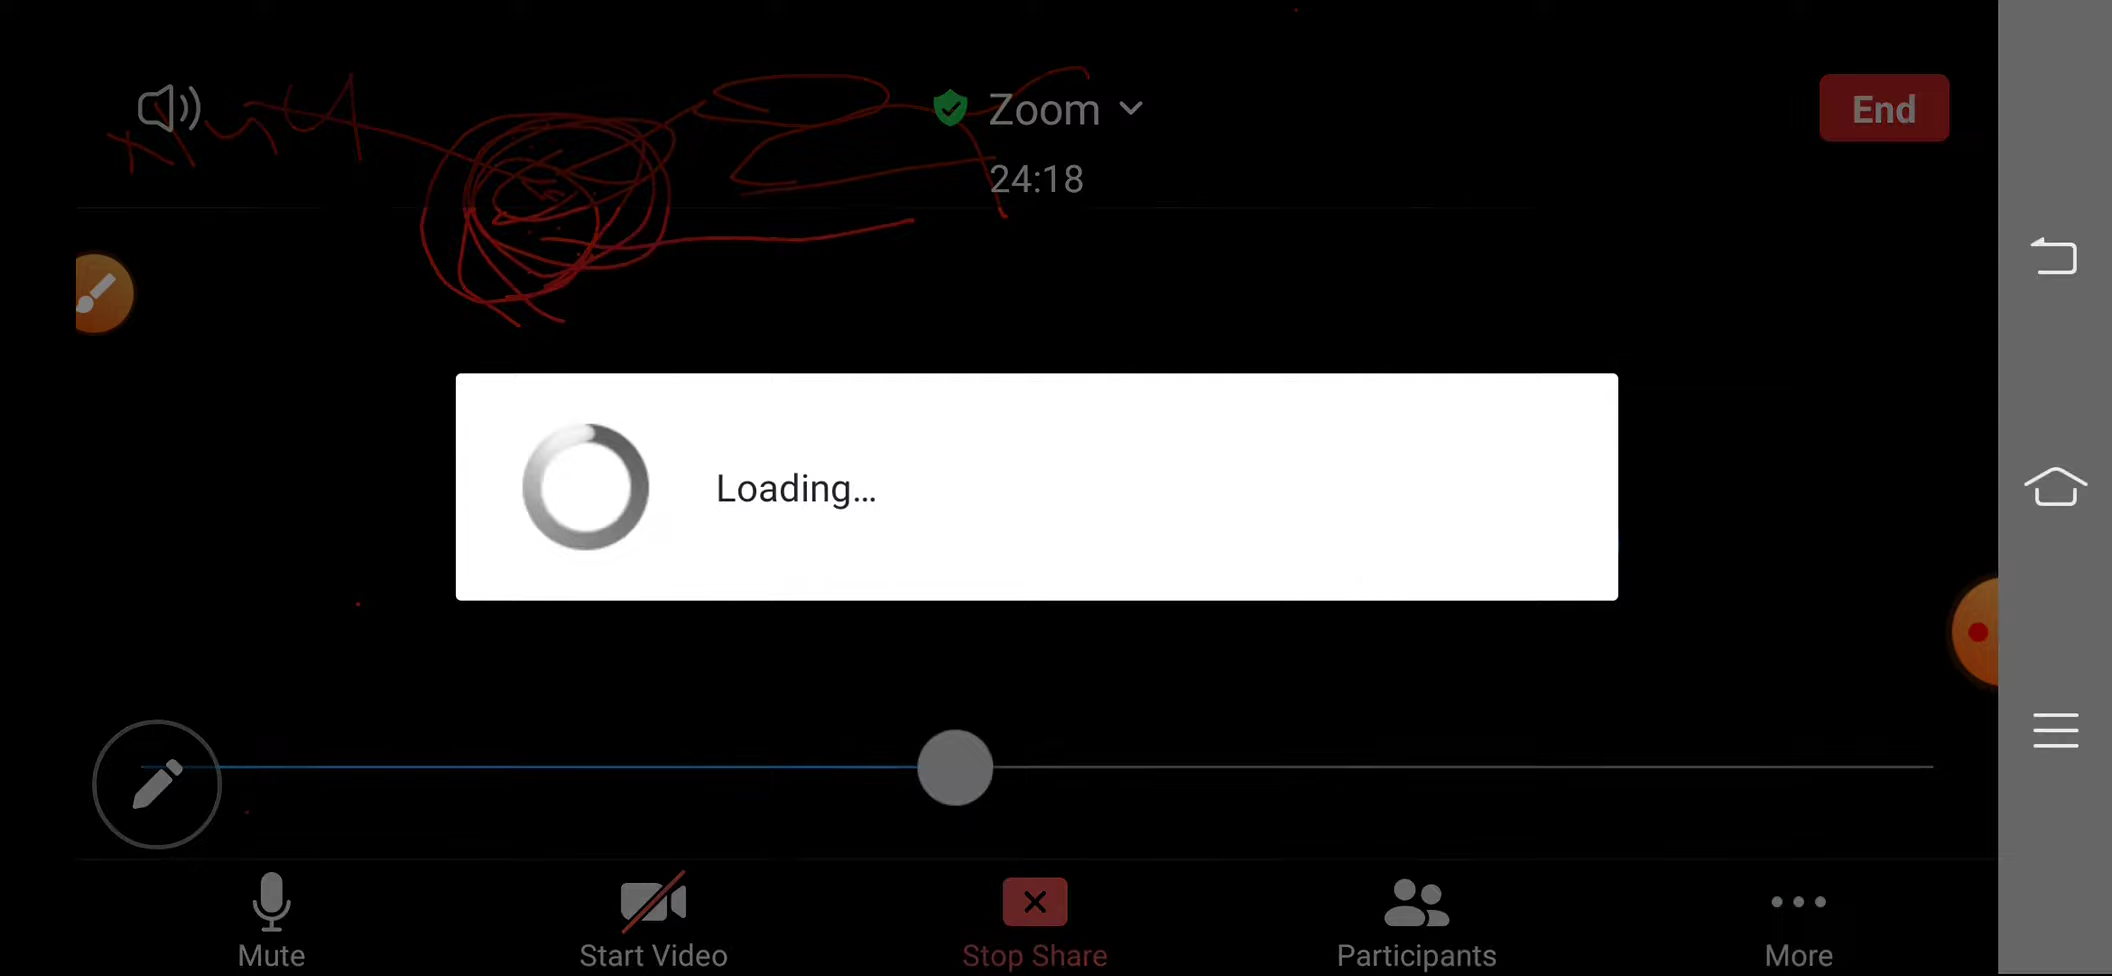 Zoom
End
24:18
Loading...
Mute
Start Video
Stop Share
Participants
More